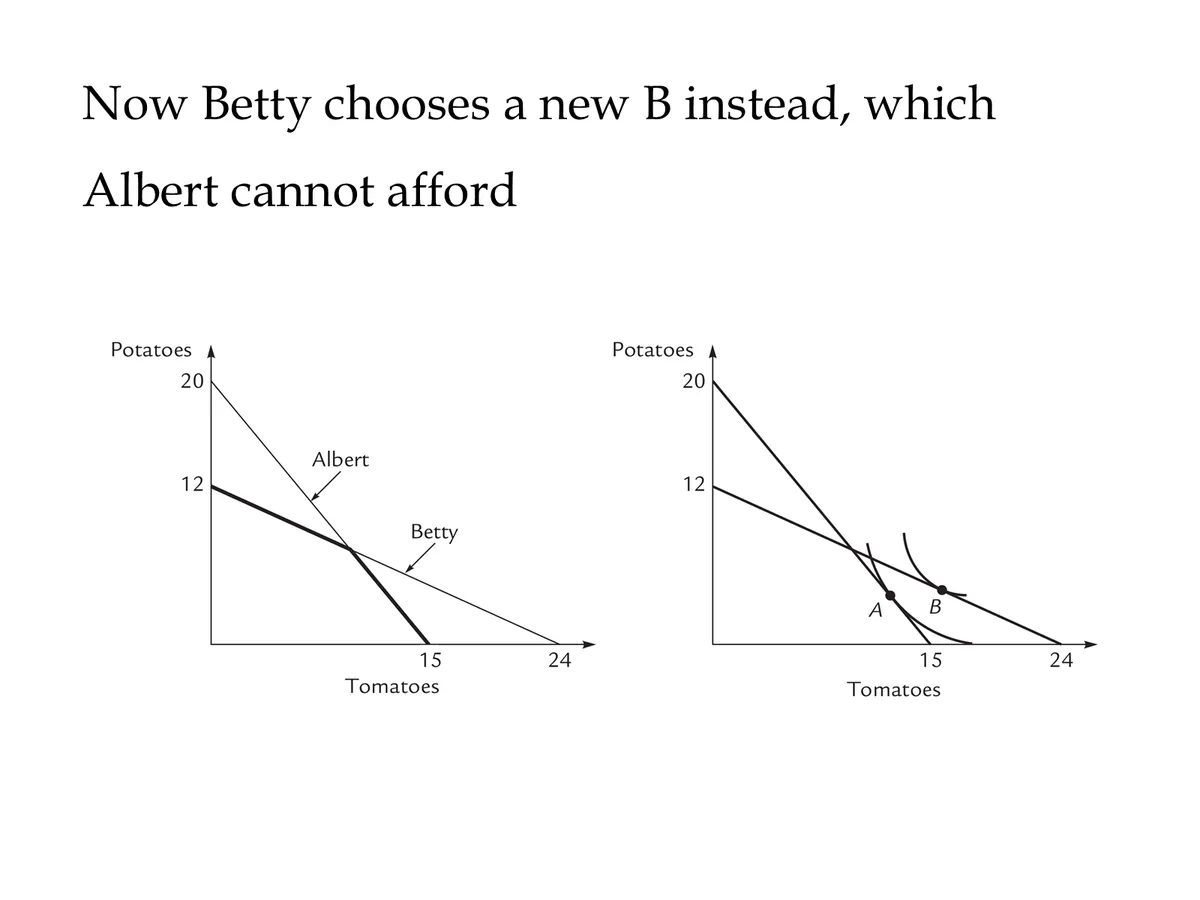 Now Betty chooses a new B instead, which
Albert cannot afford
Potatoes
20
Albert
12
Betty
15
24
Tomatoes
Potatoes
20
12
A
B
15
24
Tomatoes